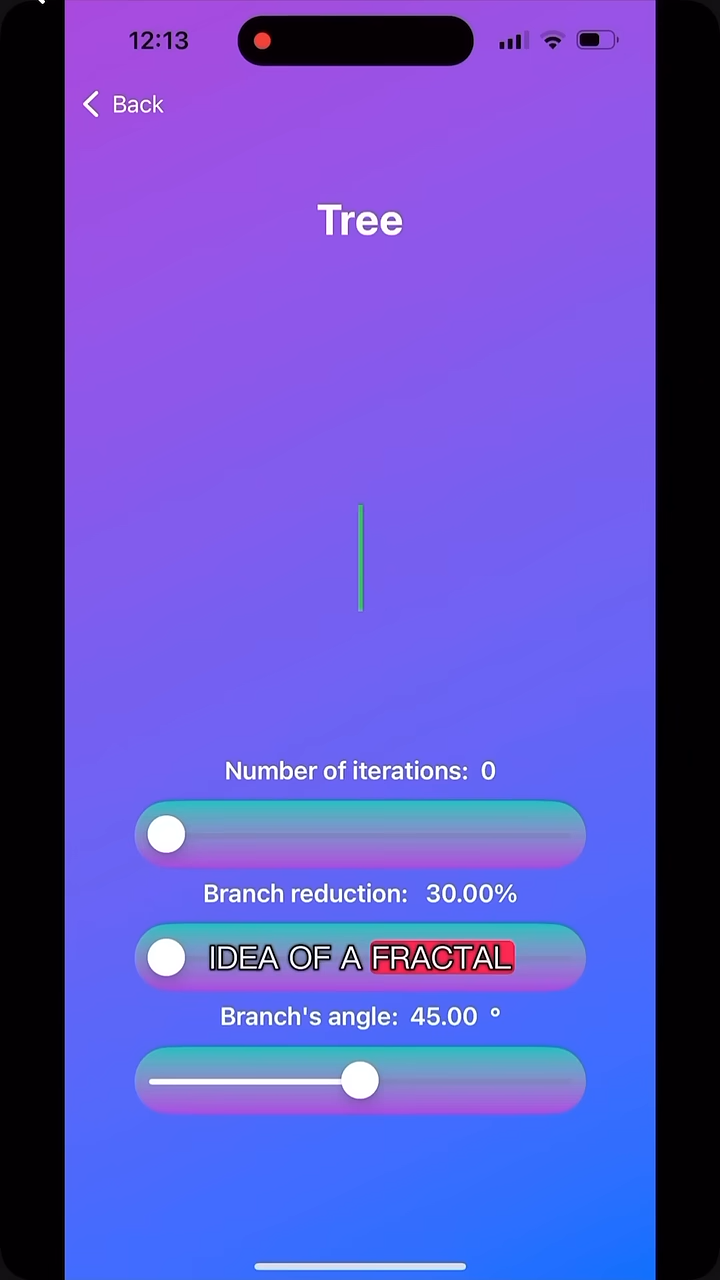 12:13
Back
Tree
Number of iterations: 0
Branch reduction: 30.00%
IDEA OF A FRACTAL
Branch's angle: 45.00 °